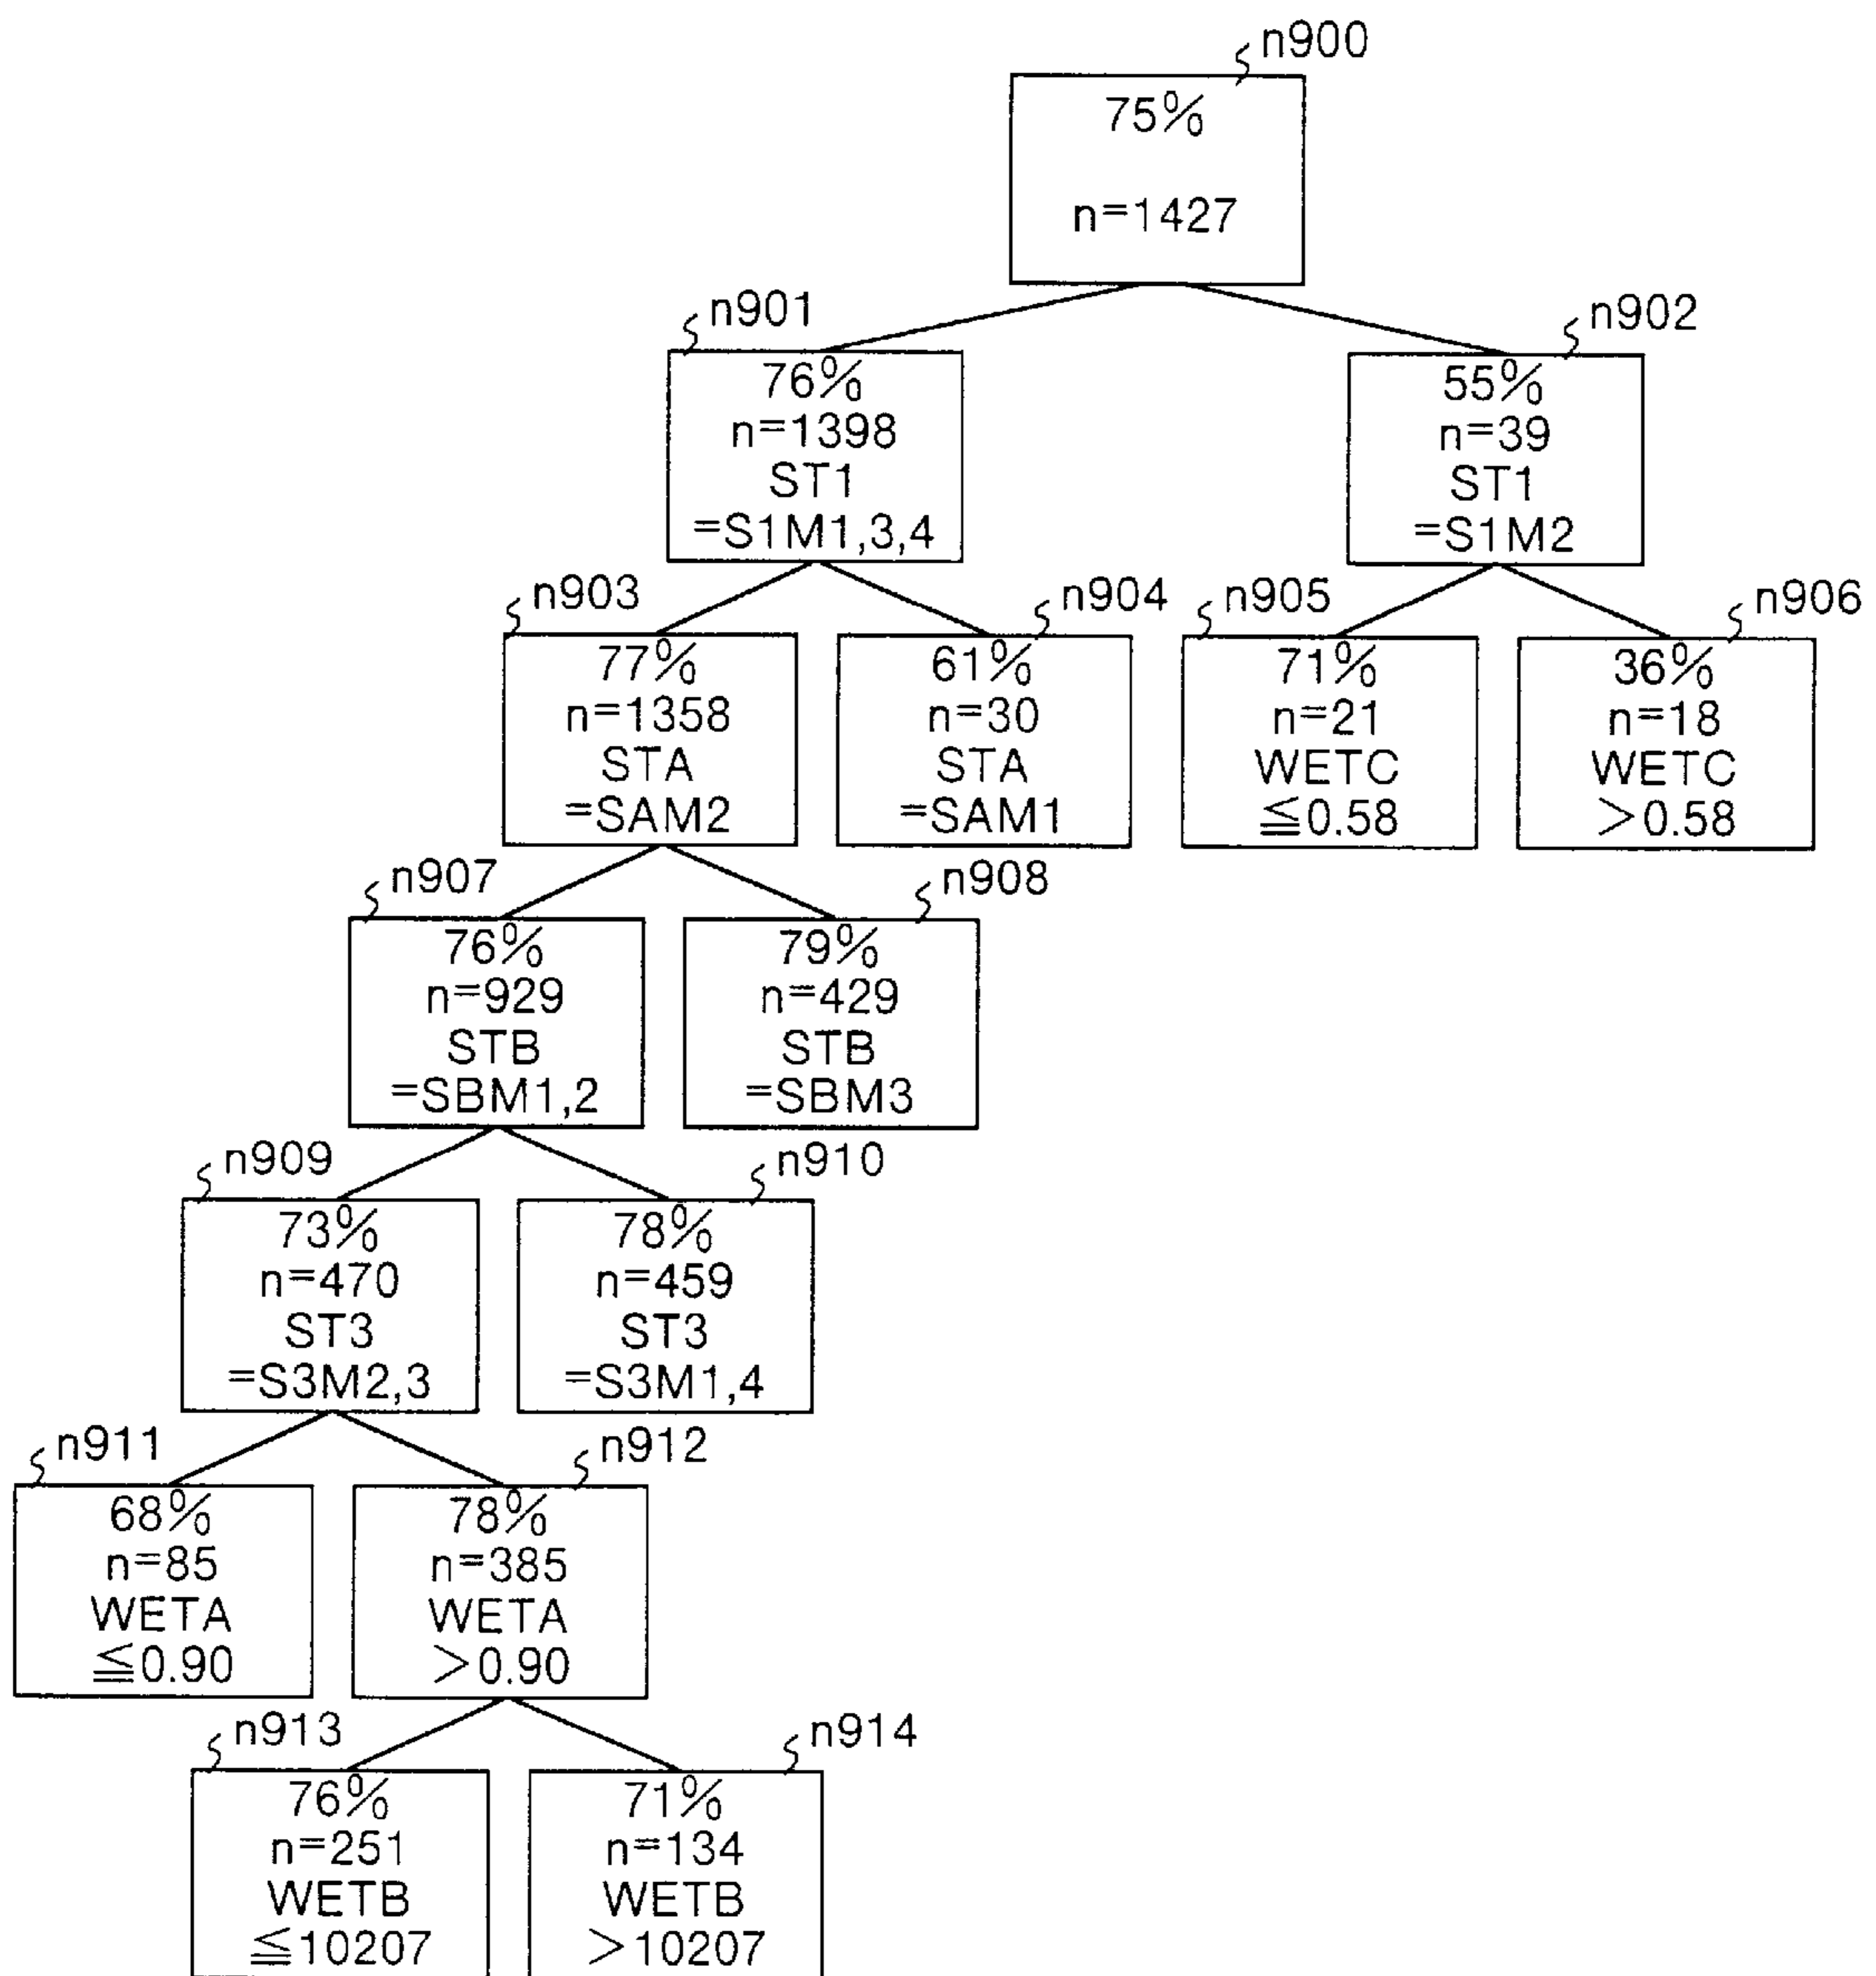 n900
75%
n=1427
n901
76%
n=1398
ST1
=S1M1,3,4
n902
55%
n=39
ST1
=S1M2
n903
77%
n=1358
STA
=SAM2
n904
61%
n=30
STA
=SAM1
n905
71%
n=21
WETC
≦0.58
n906
36%
n=18
WETC
>0.58
n907
76%
n=929
STB
=SBM1,2
n908
79%
n=429
STB
=SBM3
n909
73%
n=470
ST3
=S3M2,3
n910
78%
n=459
ST3
=S3M1,4
n911
68%
n=85
WETA
≦0.90
n912
78%
n=385
WETA
>0.90
n913
76%
n=251
WETB
≦10207
n914
71%
n=134
WETB
>10207